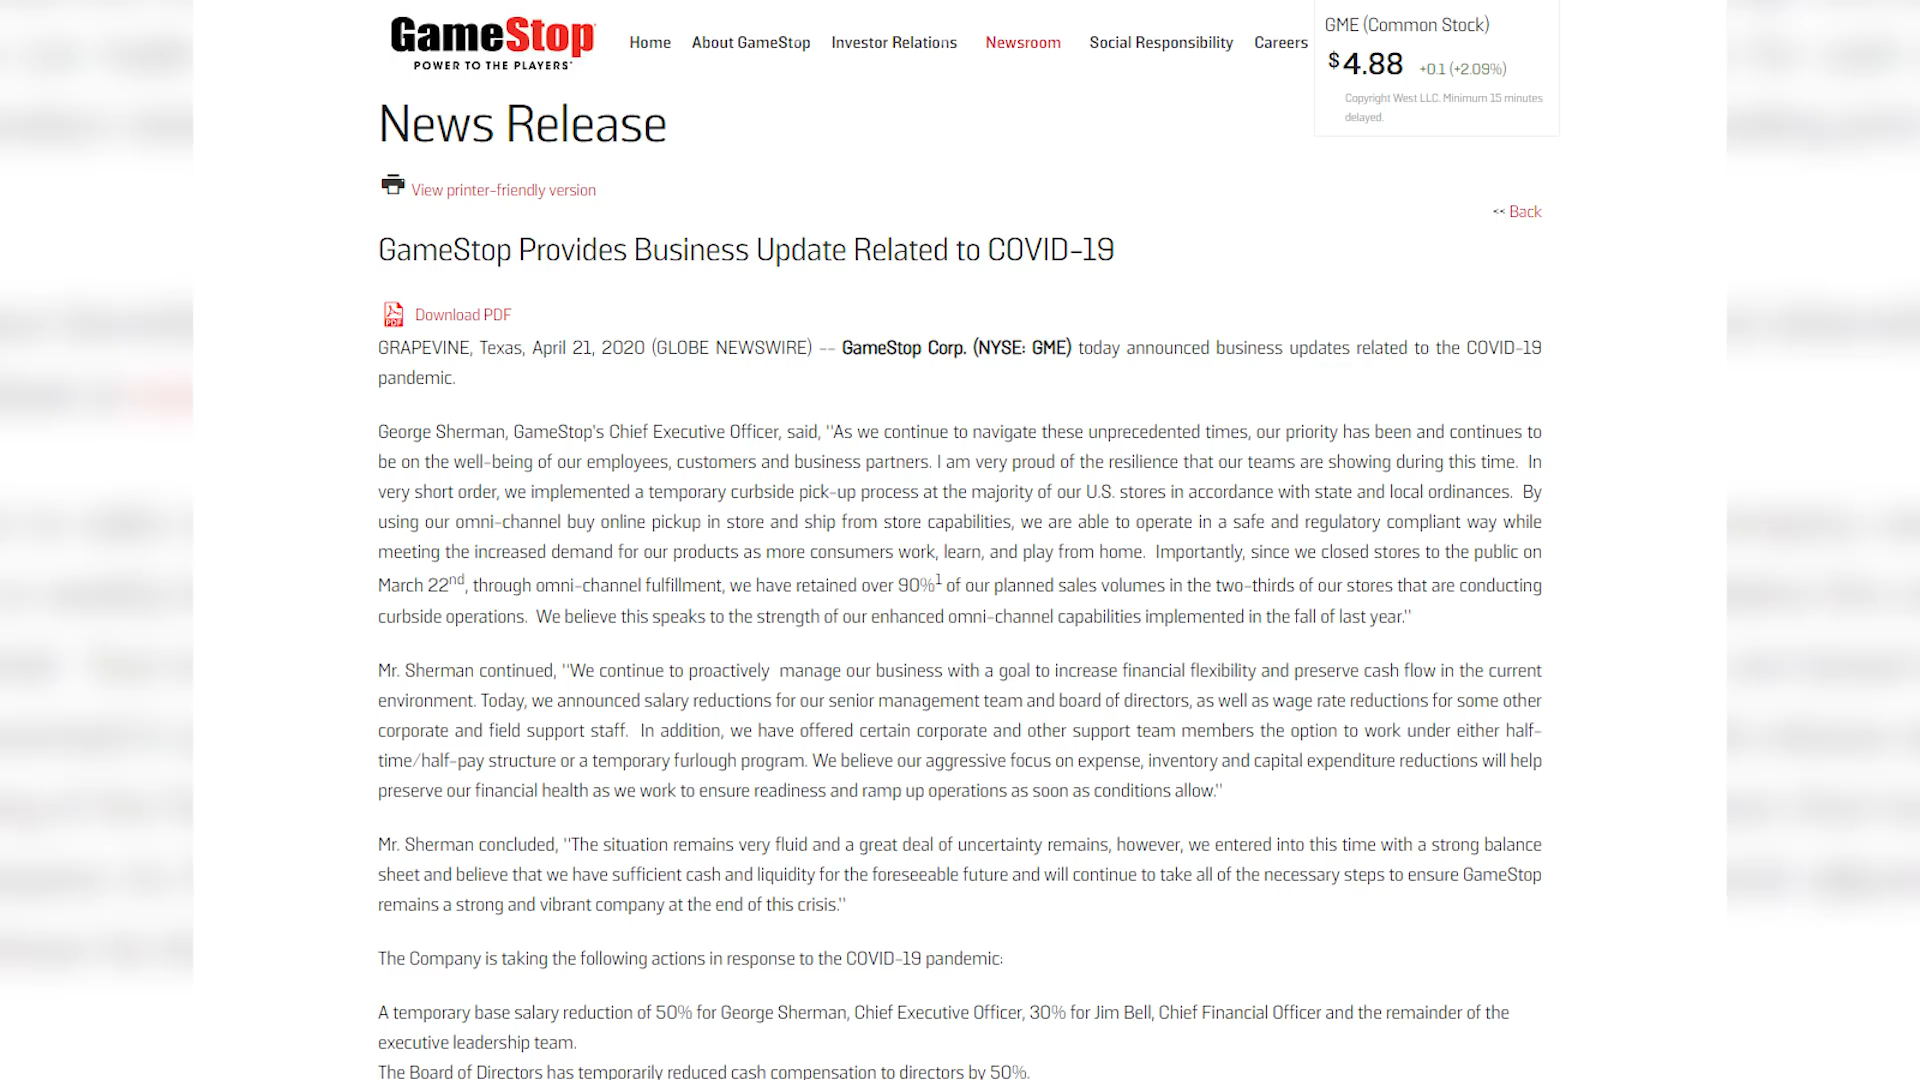 GameStop
POWER TO THE PLAYERS'
Home About GameStop Investor Relations Newsroom Social Responsibility Careers
GME (Common Stock)
$4.88 +0.1 (+2.09%)
Copyright West LLC. Minimum 15 minutes
delayed.
News Release
View printer-friendly version
<< Back
GameStop Provides Business Update Related to COVID-19
PDF Download PDF
GRAPEVINE, Texas, April 21, 2020 (GLOBE NEWSWIRE) -- GameStop Corp. (NYSE: GME) today announced business updates related to the COVID-19
pandemic.
George Sherman, GameStop's Chief Executive Officer, said, "As we continue to navigate these unprecedented times, our priority has been and continues to
be on the well-being of our employees, customers and business partners. I am very proud of the resilience that our teams are showing during this time. In
very short order, we implemented a temporary curbside pick-up process at the majority of our U.S. stores in accordance with state and local ordinances. By
using our omni-channel buy online pickup in store and ship from store capabilities, we are able to operate in a safe and regulatory compliant way while
meeting the increased demand for our products as more consumers work, learn, and play from home. Importantly, since we closed stores to the public on
March 22nd, through omni-channel fulfillment, we have retained over 90%1 of our planned sales volumes in the two-thirds of our stores that are conducting
curbside operations. We believe this speaks to the strength of our enhanced omni-channel capabilities implemented in the fall of last year."
Mr. Sherman continued, "We continue to proactively manage our business with a goal to increase financial flexibility and preserve cash flow in the current
environment. Today, we announced salary reductions for our senior management team and board of directors, as well as wage rate reductions for some other
corporate and field support staff. In addition, we have offered certain corporate and other support team members the option to work under either half-
time/half-pay structure or a temporary furlough program. We believe our aggressive focus on expense, inventory and capital expenditure reductions will help
preserve our financial health as we work to ensure readiness and ramp up operations as soon as conditions allow."
Mr. Sherman concluded, "The situation remains very fluid and a great deal of uncertainty remains, however, we entered into this time with a strong balance
sheet and believe that we have sufficient cash and liquidity for the foreseeable future and will continue to take all of the necessary steps to ensure GameStop
remains a strong and vibrant company at the end of this crisis."
The Company is taking the following actions in response to the COVID-19 pandemic:
A temporary base salary reduction of 50% for George Sherman, Chief Executive Officer, 30% for Jim Bell, Chief Financial Officer and the remainder of the
executive leadership team.
The Board of Directors has temporarily reduced cash compensation to directors by 50%.